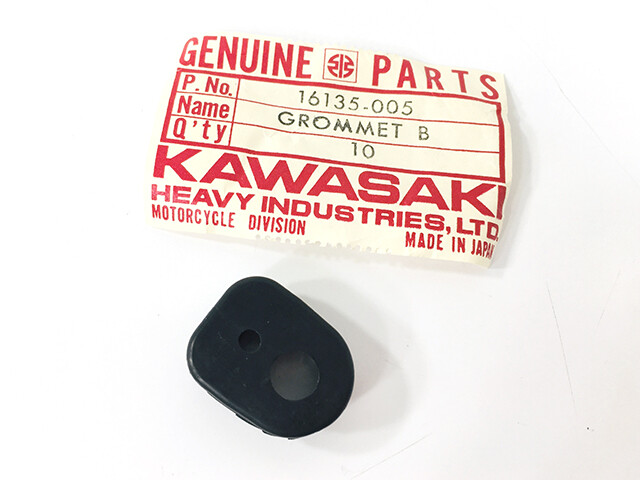 GENUINE PARTS
P. No. 16135-005
Name GROMMET B
Q'ty 10
KAWASAKI
HEAVY INDUSTRIES, LTD.
MOTORCYCLE DIVISION MADE IN JAPAN